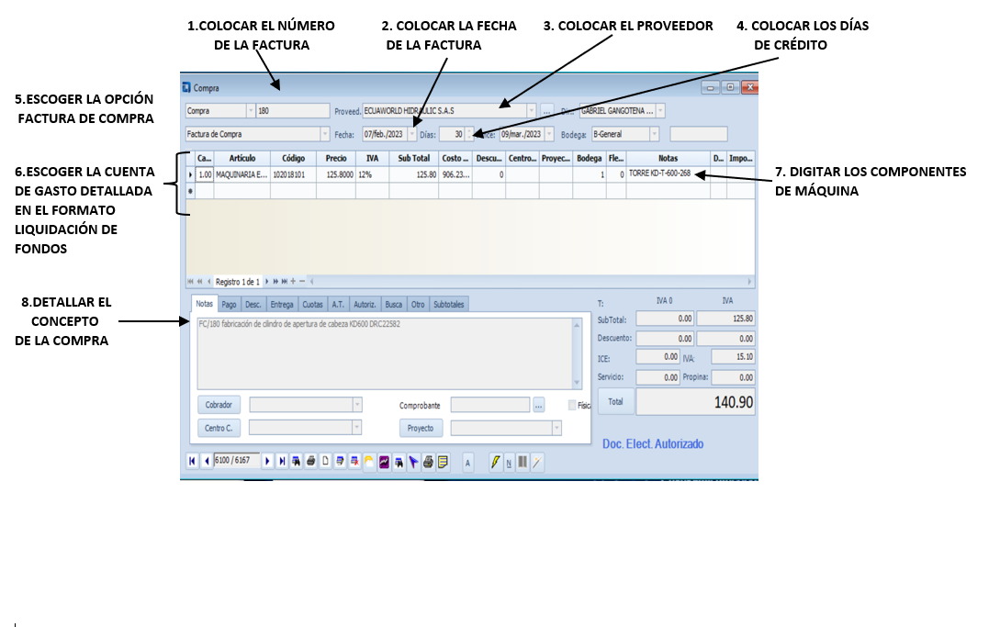 1.COLOCAR EL NÚMERO
DE LA FACTURA
2. COLOCAR LA FECHA
DE LA FACTURA
3. COLOCAR EL PROVEEDOR
4. COLOCAR LOS DÍAS
DE CRÉDITO
5.ESCOGER LA OPCIÓN
FACTURA DE COMPRA
6.ESCOGER LA CUENTA
DE GASTO DETALLADA
EN EL FORMATO
LIQUIDACIÓN DE
FONDOS
7. DIGITAR LOS COMPONENTES
DE MÁQUINA
8.DETALLAR EL
CONCEPTO
DE LA COMPRA
Compra
Compra 180 Proveed. ECUAWORLD HIDRAULIC S.A.S ... GABRIEL GANGOTENA ...
Factura de Compra Fecha: 07/feb./2023 Días: 30 09/mar./2023 Bodega: B-General
Ca... Artículo Código Precio IVA Sub Total Costo ... Descu... Centro... Proyec... Bodega Fle... Notas D... Impo...
1.00 MAQUINARIA E... 102018101 125.8000 12% 125.80 906.23... 0 1 0 TORRE KD-T-600-268
Registro 1 de 1
Notas Pago Desc. Entrega Cuotas A.T. Autoriz. Busca Otro Subtotales
FC/180 fabricación de cilindro de apertura de cabeza KD600 DRC22582
T: IVA 0 IVA
SubTotal: 0.00 125.80
Descuento: 0.00 0.00
ICE: 0.00 IVA: 15.10
Servicio: 0.00 Propina: 0.00
Total 140.90
Cobrador Comprobante ... Físic
Centro C. Proyecto
Doc. Elect. Autorizado
6100 / 6167
A N